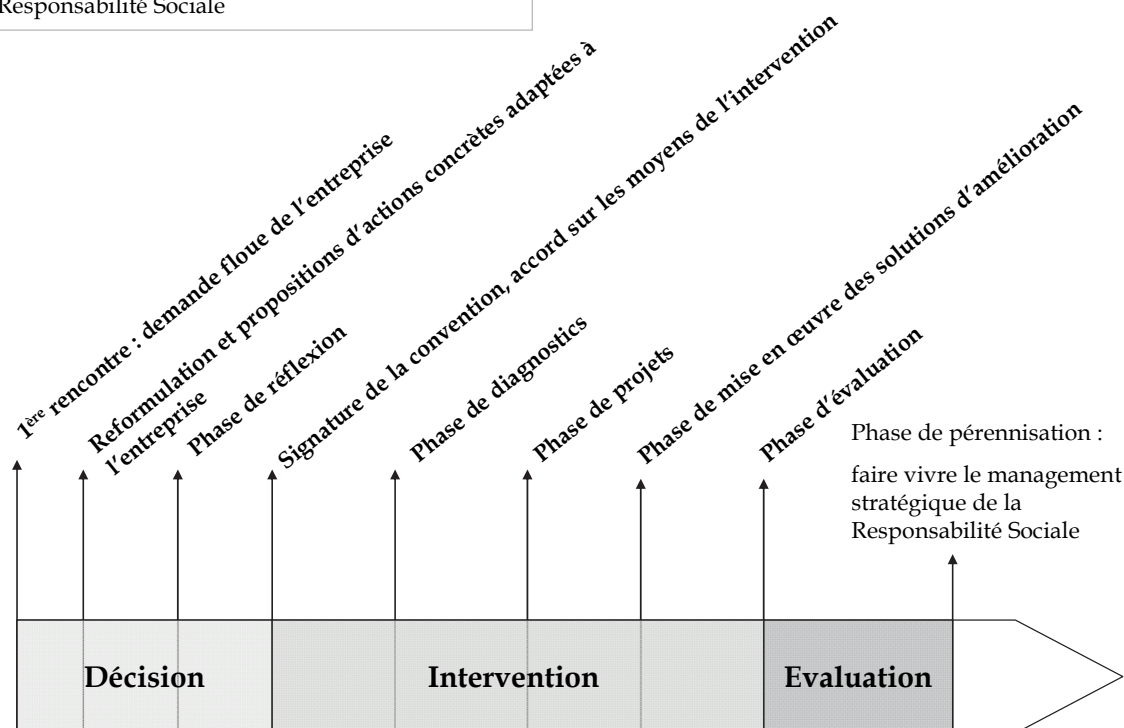 Responsabilité Sociale
1ère rencontre : demande floue de l'entreprise
Reformulation et propositions d'actions concrètes adaptées à
l'entreprise
Phase de réflexion
Signature de la convention, accord sur les moyens de l'intervention
Phase de diagnostics
Phase de projets
Phase de mise en œuvre des solutions d'amélioration
Phase d'évaluation
Phase de pérennisation :
faire vivre le management
stratégique de la
Responsabilité Sociale
Décision
Intervention
Evaluation